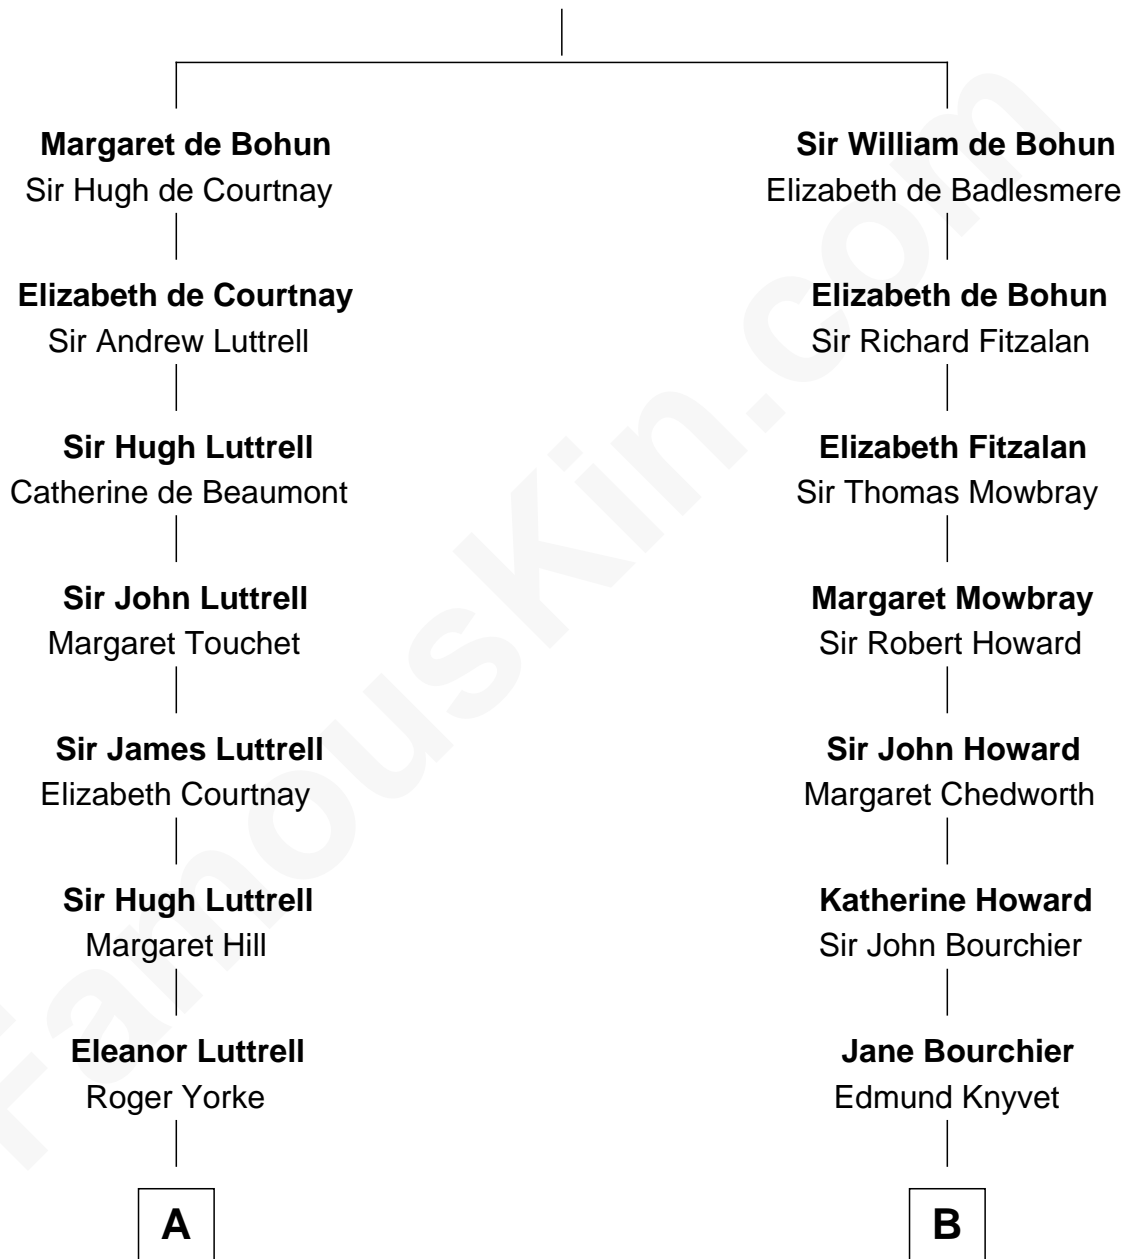 Margaret de Bohun
Sir Hugh de Courtnay
Elizabeth de Courtnay
Sir Andrew Luttrell
Sir Hugh Luttrell
Catherine de Beaumont
Sir John Luttrell
Margaret Touchet
Sir James Luttrell
Elizabeth Courtnay
Sir Hugh Luttrell
Margaret Hill
Eleanor Luttrell
Roger Yorke
A
Sir William de Bohun
Elizabeth de Badlesmere
Elizabeth de Bohun
Sir Richard Fitzalan
Elizabeth Fitzalan
Sir Thomas Mowbray
Margaret Mowbray
Sir Robert Howard
Sir John Howard
Margaret Chedworth
Katherine Howard
Sir John Bourchier
Jane Bourchier
Edmund Knyvet
B
FamousKin.com